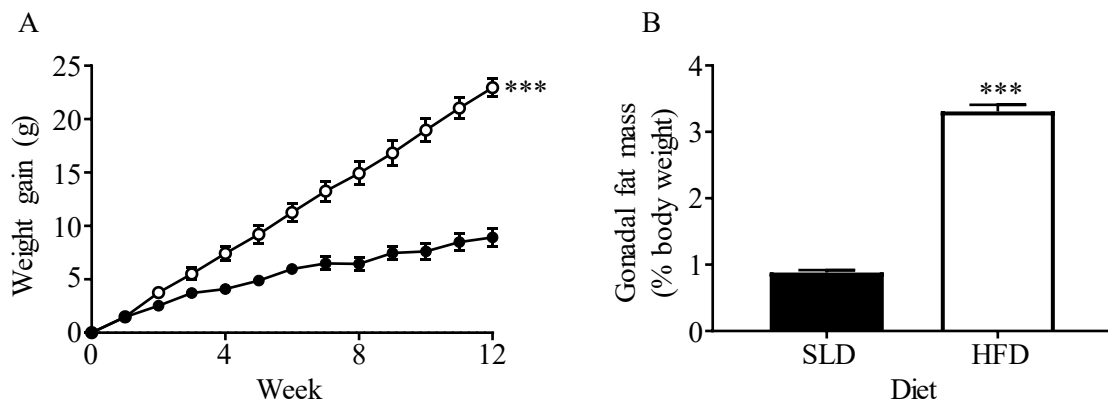 A
Weight gain (g)
25
20
15
10
5
0
***
0 4 8 12
Week
B
Gonadal fat mass
(% body weight)
4
3
2
1
0
***
SLD HFD
Diet